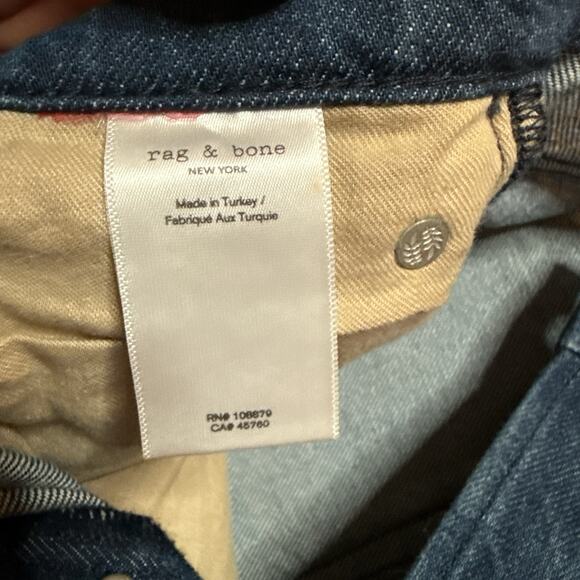 rag & bone
NEW YORK
Made in Turkey /
Fabriqué Aux Turquie
RN# 108879
CA# 45760